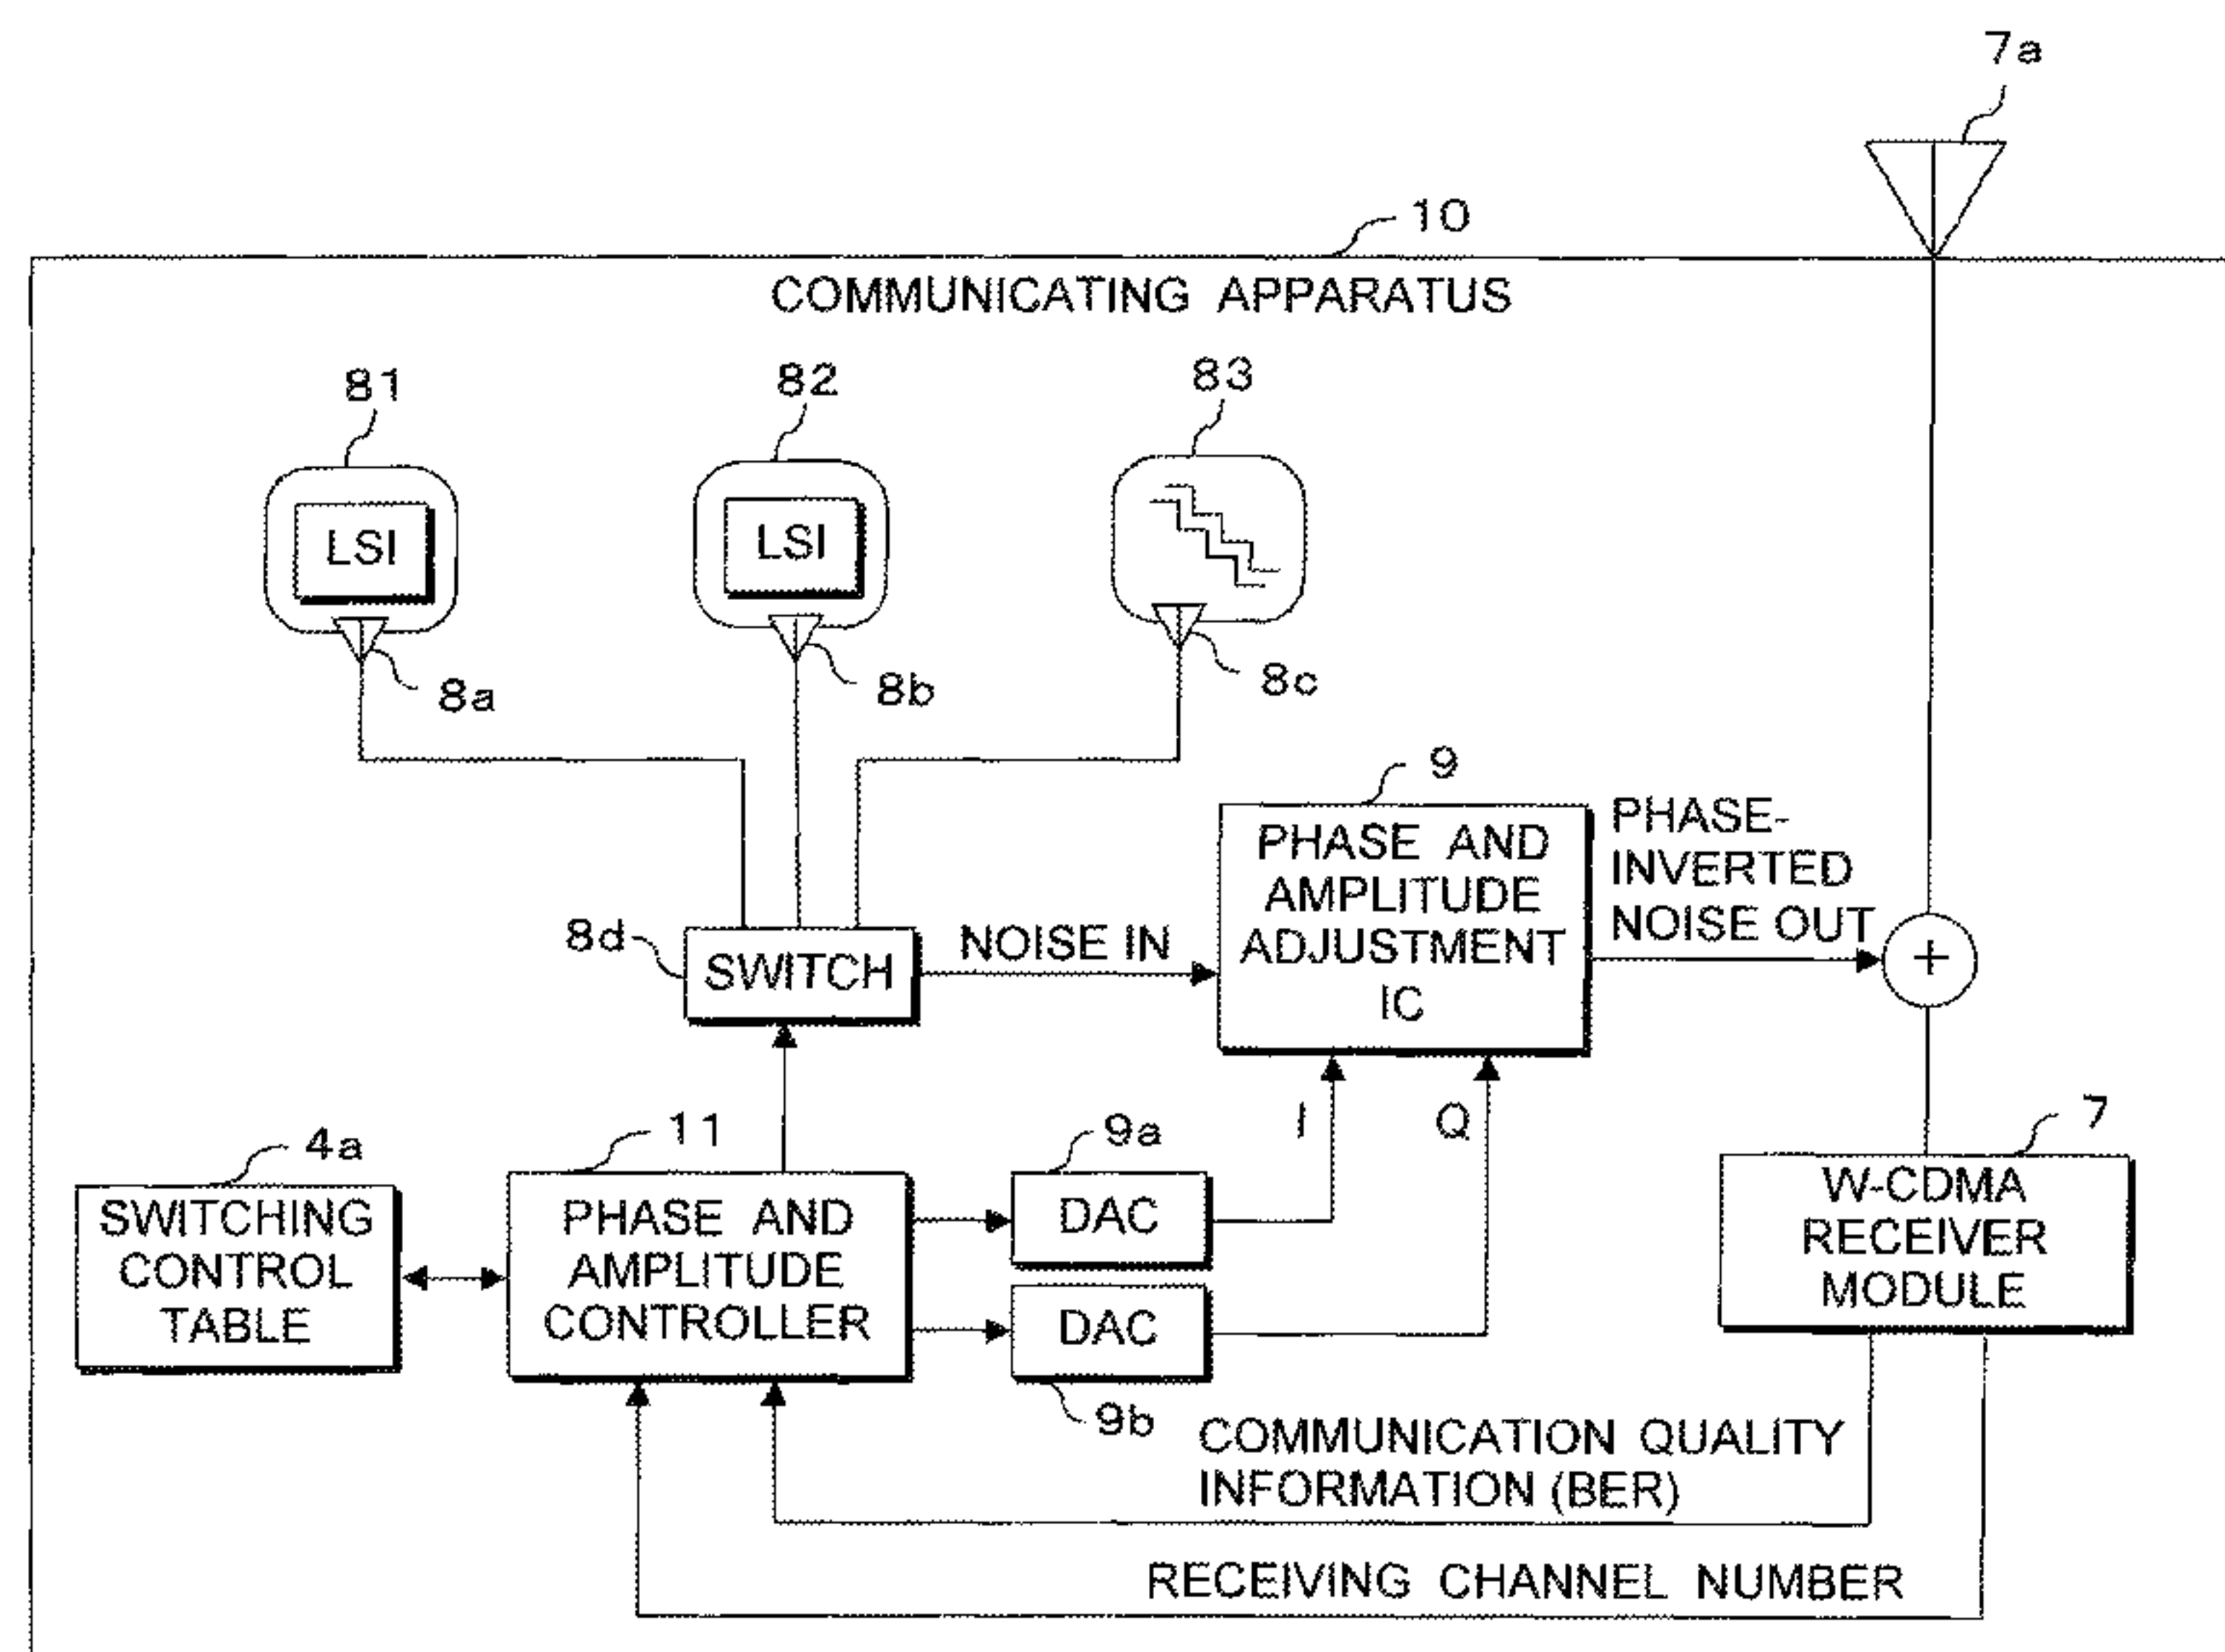 7a
10
COMMUNICATING APPARATUS
81
82
83
LSI
LSI
8a
8b
8c
9
PHASE AND
AMPLITUDE
ADJUSTMENT
IC
PHASE-
INVERTED
NOISE OUT
8d
SWITCH
NOISE IN
+
4a
SWITCHING
CONTROL
TABLE
11
PHASE AND
AMPLITUDE
CONTROLLER
9a
DAC
DAC
9b
I
Q
7
W-CDMA
RECEIVER
MODULE
COMMUNICATION QUALITY
INFORMATION (BER)
RECEIVING CHANNEL NUMBER